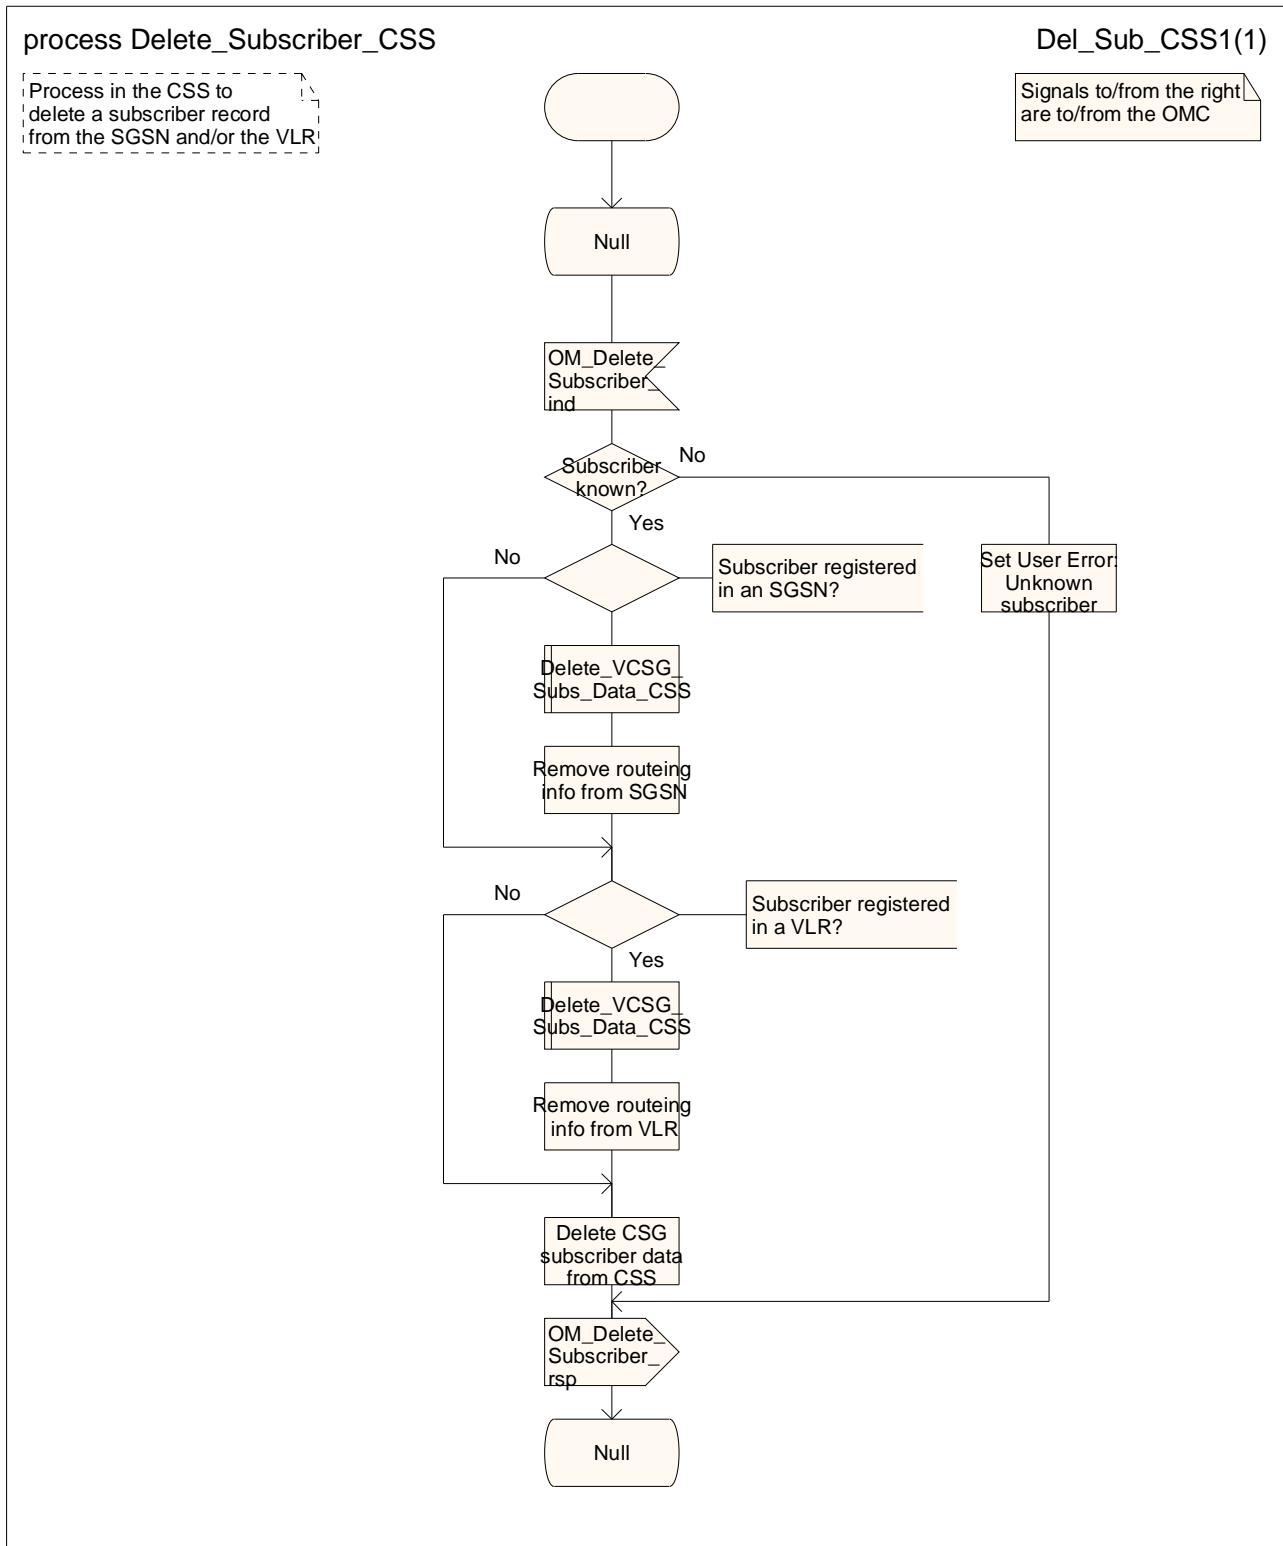 process Delete_Subscriber_CSS
Del_Sub_CSS1(1)
Process in the CSS to
delete a subscriber record
from the SGSN and/or the VLR
Signals to/from the right
are to/from the OMC
Null
OM_Delete_
Subscriber_
ind
Subscriber
known?
No
Yes
No
Subscriber registered
in an SGSN?
Set User Error:
Unknown
subscriber
Delete_VCSG_
Subs_Data_CSS
Remove routeing
info from SGSN
No
Subscriber registered
in a VLR?
Yes
Delete_VCSG_
Subs_Data_CSS
Remove routeing
info from VLR
Delete CSG
subscriber data
from CSS
OM_Delete_
Subscriber_
rsp
Null